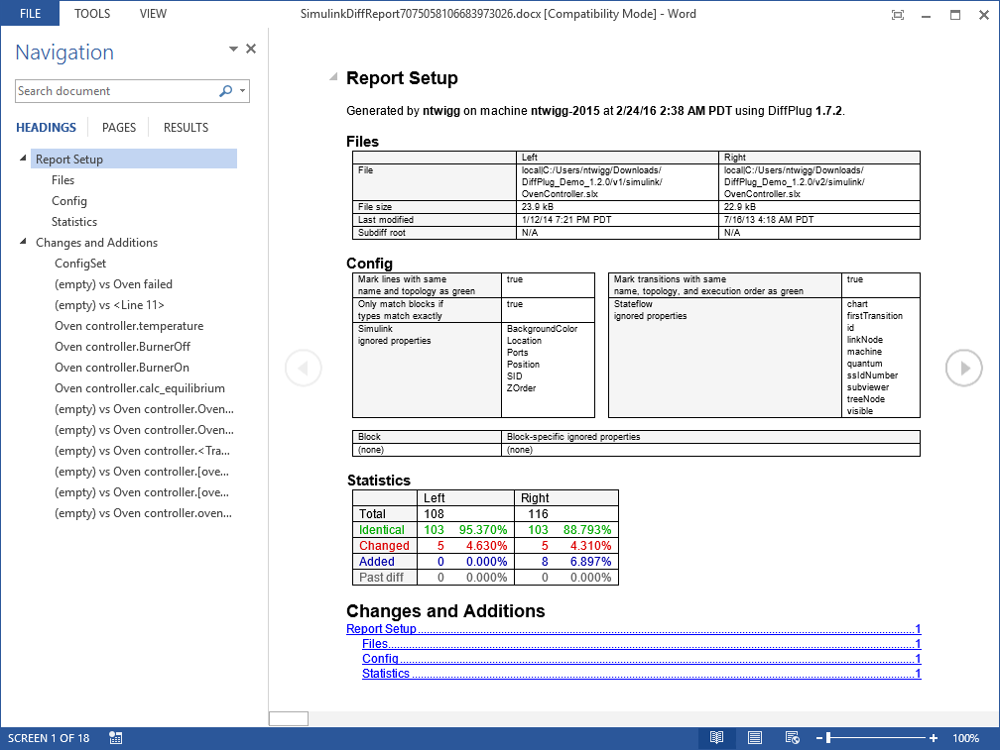 FILE TOOLS VIEW SimulinkDiffReport7075058106683973026.docx [Compatibility Mode] - Word
Navigation
Search document
HEADINGS PAGES RESULTS
Report Setup
Files
Config
Statistics
Changes and Additions
ConfigSet
(empty) vs Oven failed
(empty) vs <Line 11>
Oven controller.temperature
Oven controller.BurnerOff
Oven controller.BurnerOn
Oven controller.calc_equilibrium
(empty) vs Oven controller.Oven...
(empty) vs Oven controller.Oven...
(empty) vs Oven controller.<Tra...
(empty) vs Oven controller.[ove...
(empty) vs Oven controller.[ove...
(empty) vs Oven controller.oven...
Report Setup
Generated by ntwigg on machine ntwigg-2015 at 2/24/16 2:38 AM PDT using DiffPlug 1.7.2.
Files
Left Right
File local|C:/Users/ntwigg/Downloads/ local|C:/Users/ntwigg/Downloads/
DiffPlug_Demo_1.2.0/v1/simulink/ DiffPlug_Demo_1.2.0/v2/simulink/
OvenController.slx OvenController.slx
File size 23.9 kB 22.9 kB
Last modified 1/12/14 7:21 PM PDT 7/16/13 4:18 AM PDT
Subdiff root N/A N/A
Config
Mark lines with same true
name and topology as green
Only match blocks if true
types match exactly
Simulink BackgroundColor
ignored properties Location
Ports
Position
SID
ZOrder
Mark transitions with same true
name, topology, and execution order as green
Stateflow chart
ignored properties firstTransition
id
linkNode
machine
quantum
ssIdNumber
subviewer
treeNode
visible
Block Block-specific ignored properties
(none) (none)
Statistics
Left Right
Total 108 116
Identical 103 95.370% 103 88.793%
Changed 5 4.630% 5 4.310%
Added 0 0.000% 8 6.897%
Past diff 0 0.000% 0 0.000%
Changes and Additions
Report Setup 1
Files 1
Config 1
Statistics 1
SCREEN 1 OF 18 100%